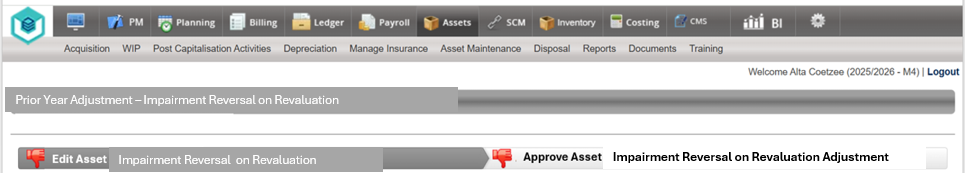 PM Planning Billing Ledger Payroll Assets SCM Inventory Costing CMS BI
Acquisition WIP Post Capitalisation Activities Depreciation Manage Insurance Asset Maintenance Disposal Reports Documents Training
Welcome Alta Coetzee (2025/2026 - M4) | Logout
Prior Year Adjustment – Impairment Reversal on Revaluation
Edit Asset Impairment Reversal on Revaluation Approve Asset Impairment Reversal on Revaluation Adjustment